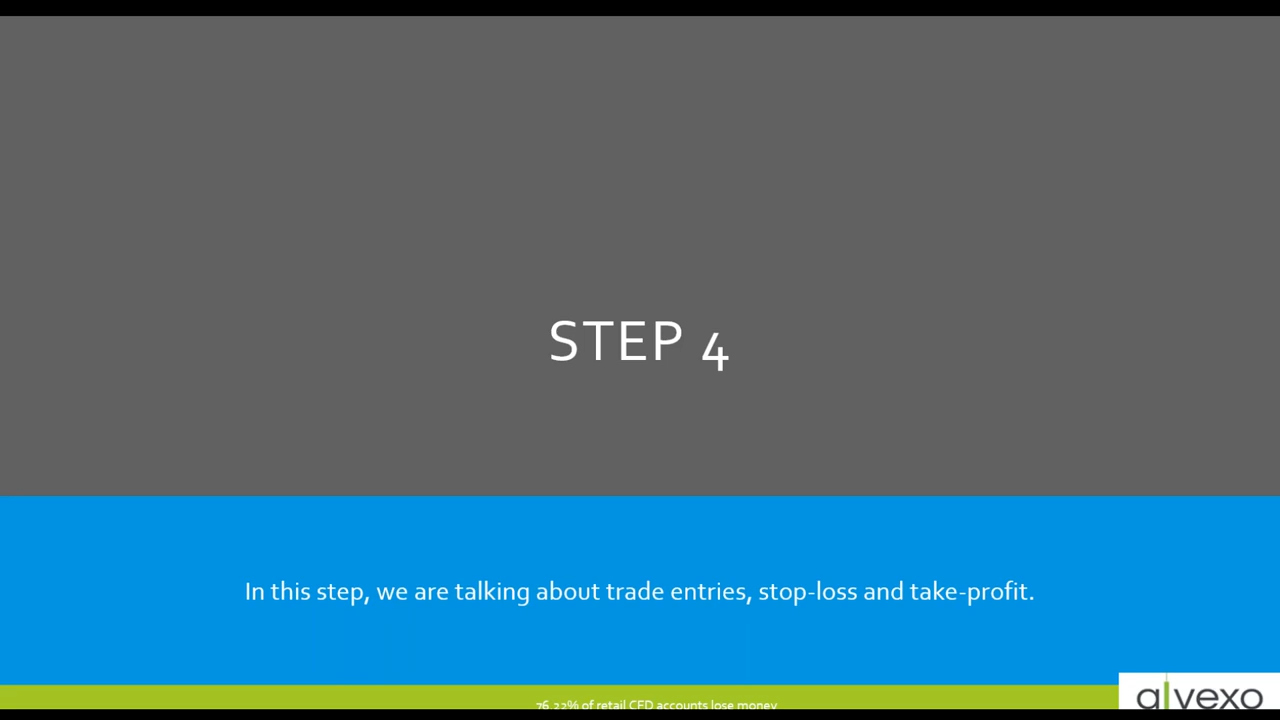 STEP 4
In this step, we are talking about trade entries, stop-loss and take-profit.
76.22% of retail CFD accounts lose money
alvexo